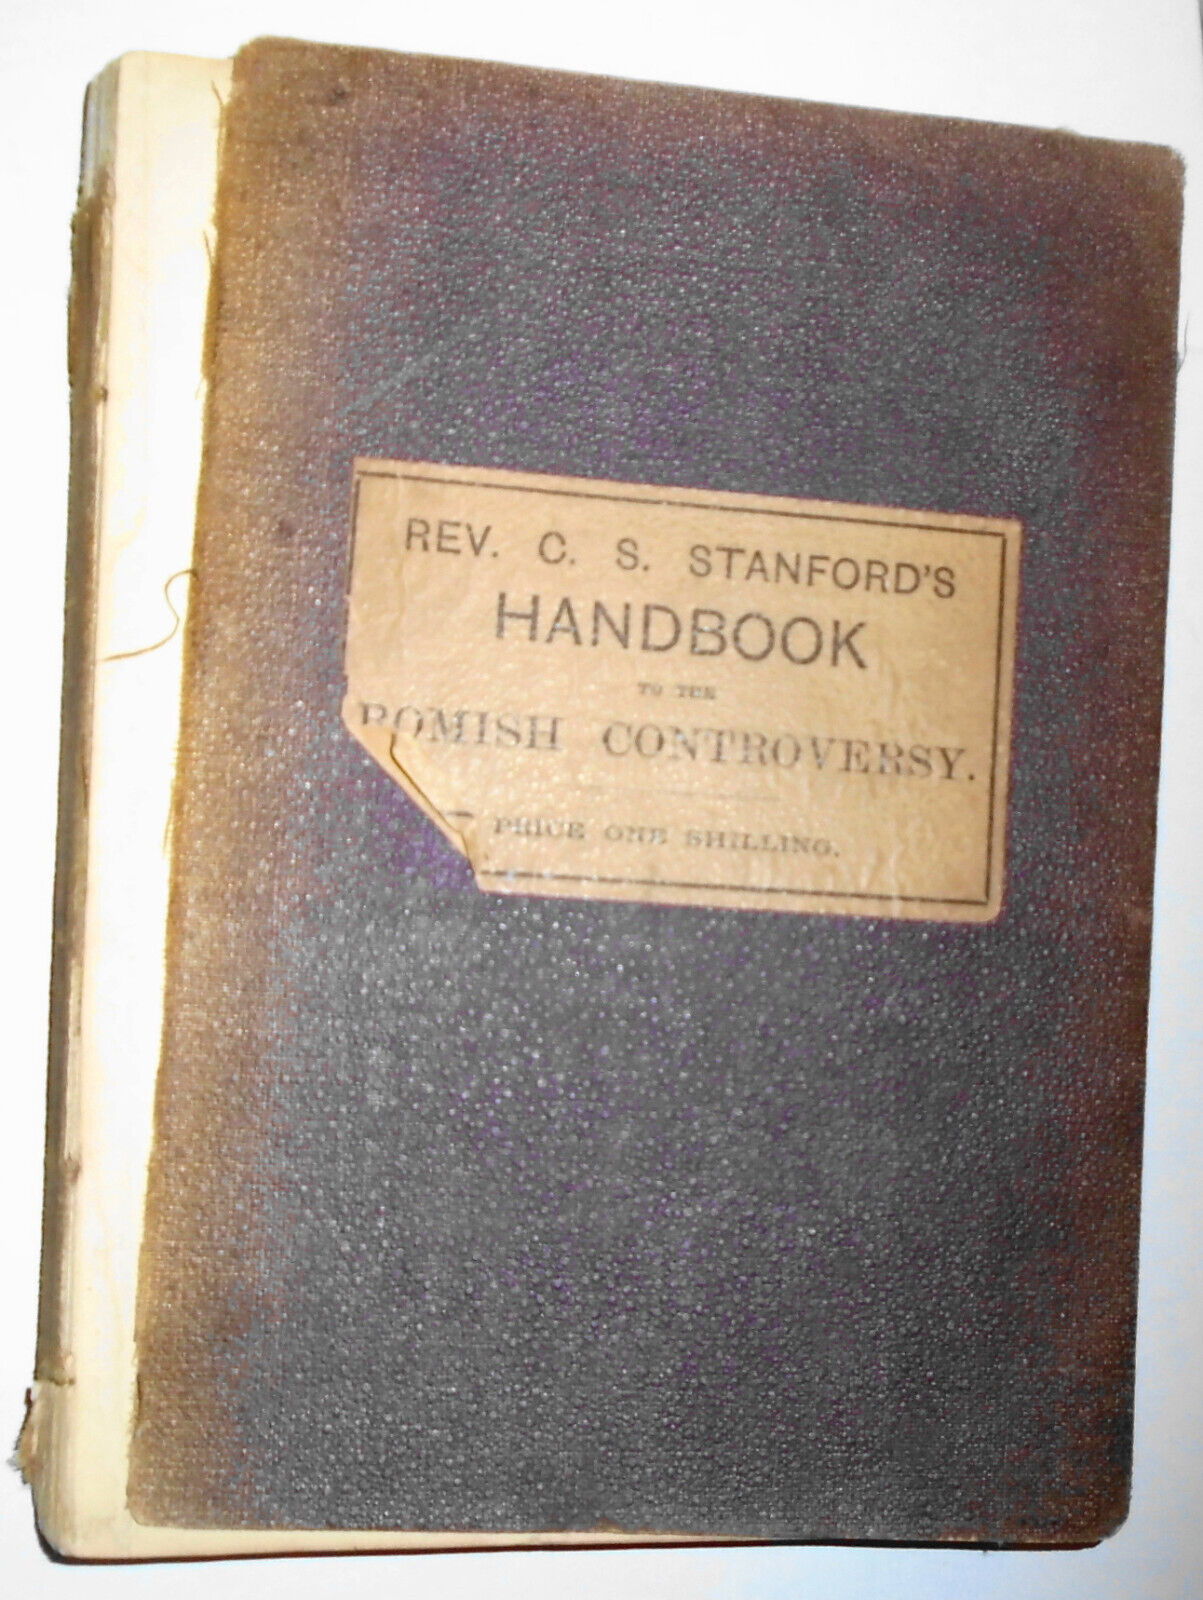 REV. C. S. STANFORD'S
HANDBOOK
TO THE
ROMISH CONTROVERSY.
PRICE ONE SHILLING.